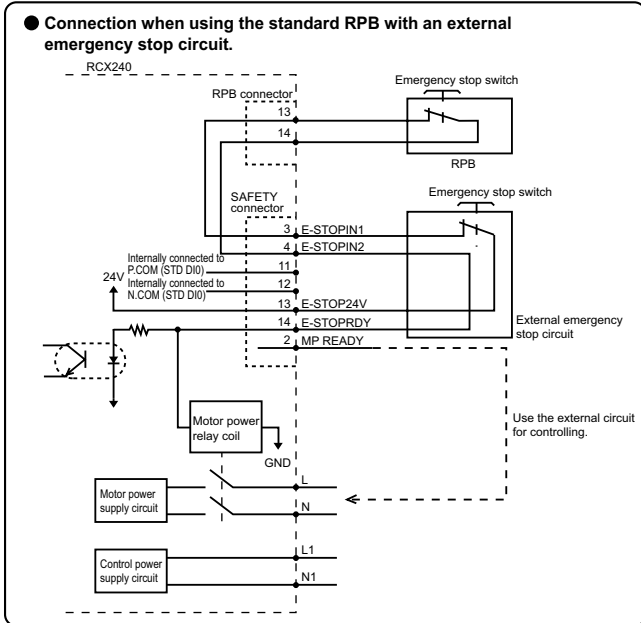 ● Connection when using the standard RPB with an external
emergency stop circuit.
RCX240
RPB connector
13
14
Emergency stop switch
RPB
SAFETY
connector
Emergency stop switch
3 E-STOPIN1
4 E-STOPIN2
Internally connected to
P.COM (STD DI0)
11
24V
Internally connected to
N.COM (STD DI0)
12
13 E-STOP24V
14 E-STOPRDY
2 MP READY
External emergency
stop circuit
Use the external circuit
for controlling.
Motor power
relay coil
GND
Motor power
supply circuit
L
N
Control power
supply circuit
L1
N1